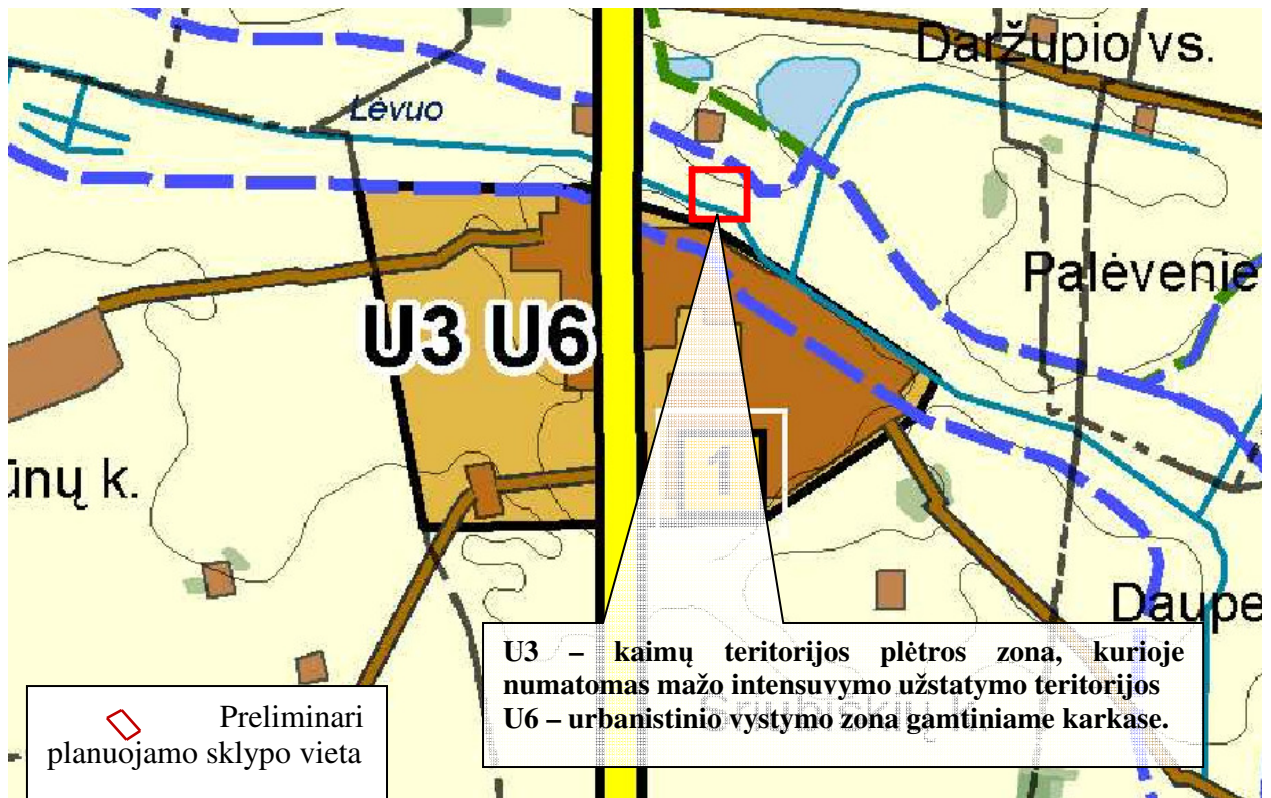 Daržupio vs.
Lėvuo
Palėvenie
U3 U6
1
ūnų k.
Daupe
U3 – kaimų teritorijos plėtros zona, kurioje
numatomas mažo intensuvymo užstatymo teritorijos
U6 – urbanistinio vystymo zona gamtiniame karkase.
Preliminari
planuojamo sklypo vieta